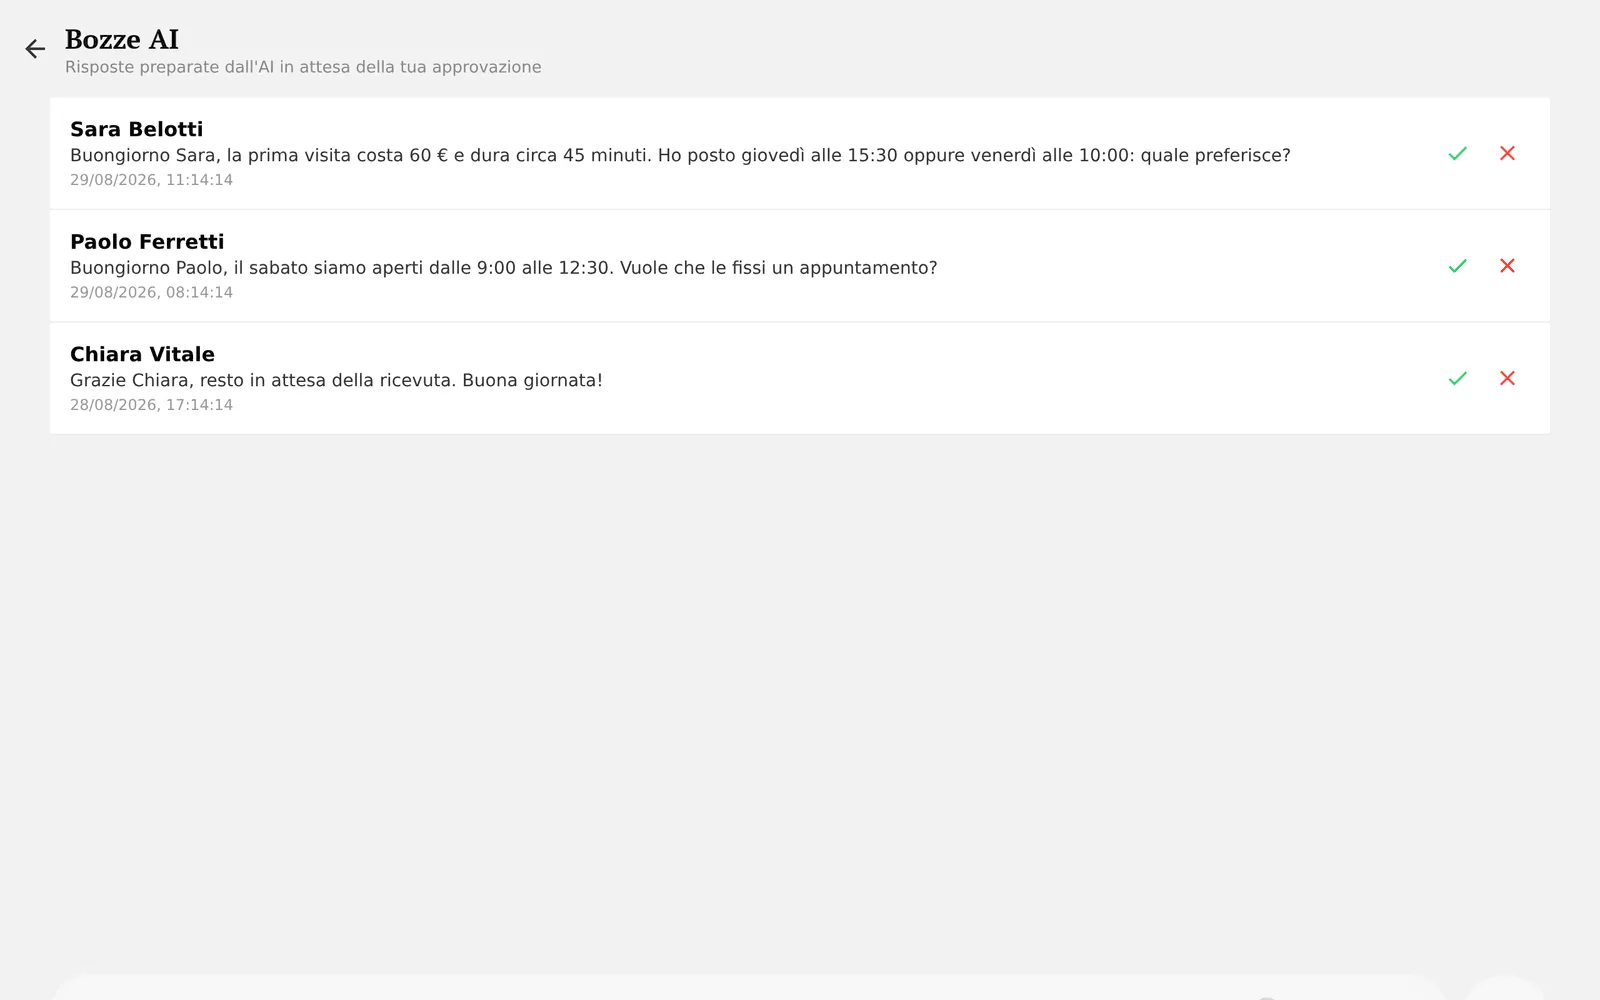 Bozze AI
Risposte preparate dall'AI in attesa della tua approvazione
Sara Belotti
Buongiorno Sara, la prima visita costa 60 € e dura circa 45 minuti. Ho posto giovedì alle 15:30 oppure venerdì alle 10:00: quale preferisce?
29/08/2026, 11:14:14
Paolo Ferretti
Buongiorno Paolo, il sabato siamo aperti dalle 9:00 alle 12:30. Vuole che le fissi un appuntamento?
29/08/2026, 08:14:14
Chiara Vitale
Grazie Chiara, resto in attesa della ricevuta. Buona giornata!
28/08/2026, 17:14:14